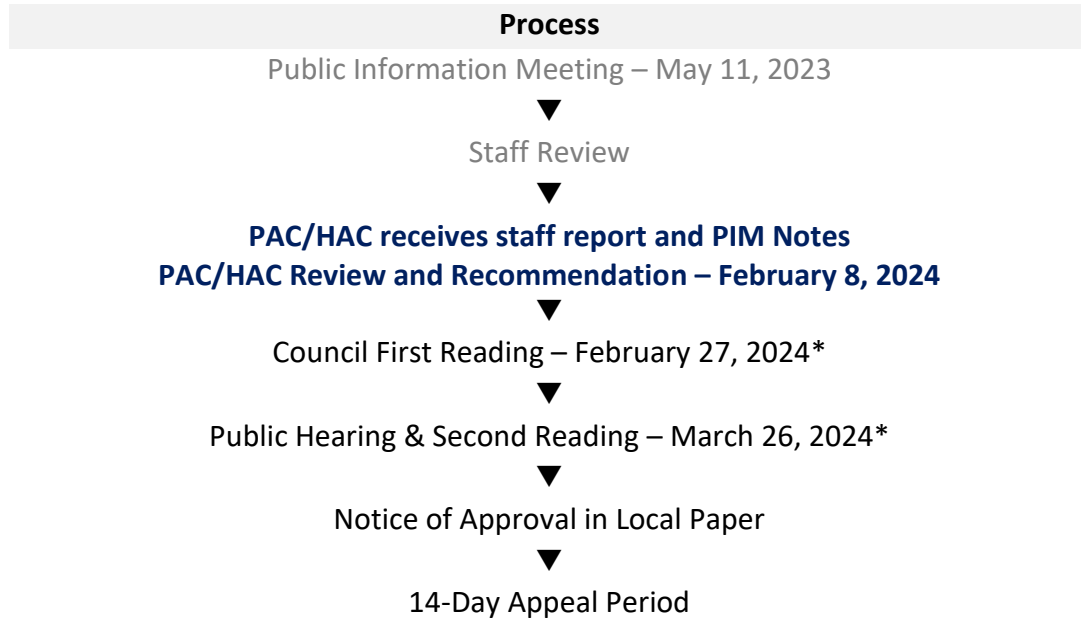 Process
Public Information Meeting – May 11, 2023
Staff Review
PAC/HAC receives staff report and PIM Notes
PAC/HAC Review and Recommendation – February 8, 2024
Council First Reading – February 27, 2024*
Public Hearing & Second Reading – March 26, 2024*
Notice of Approval in Local Paper
14-Day Appeal Period